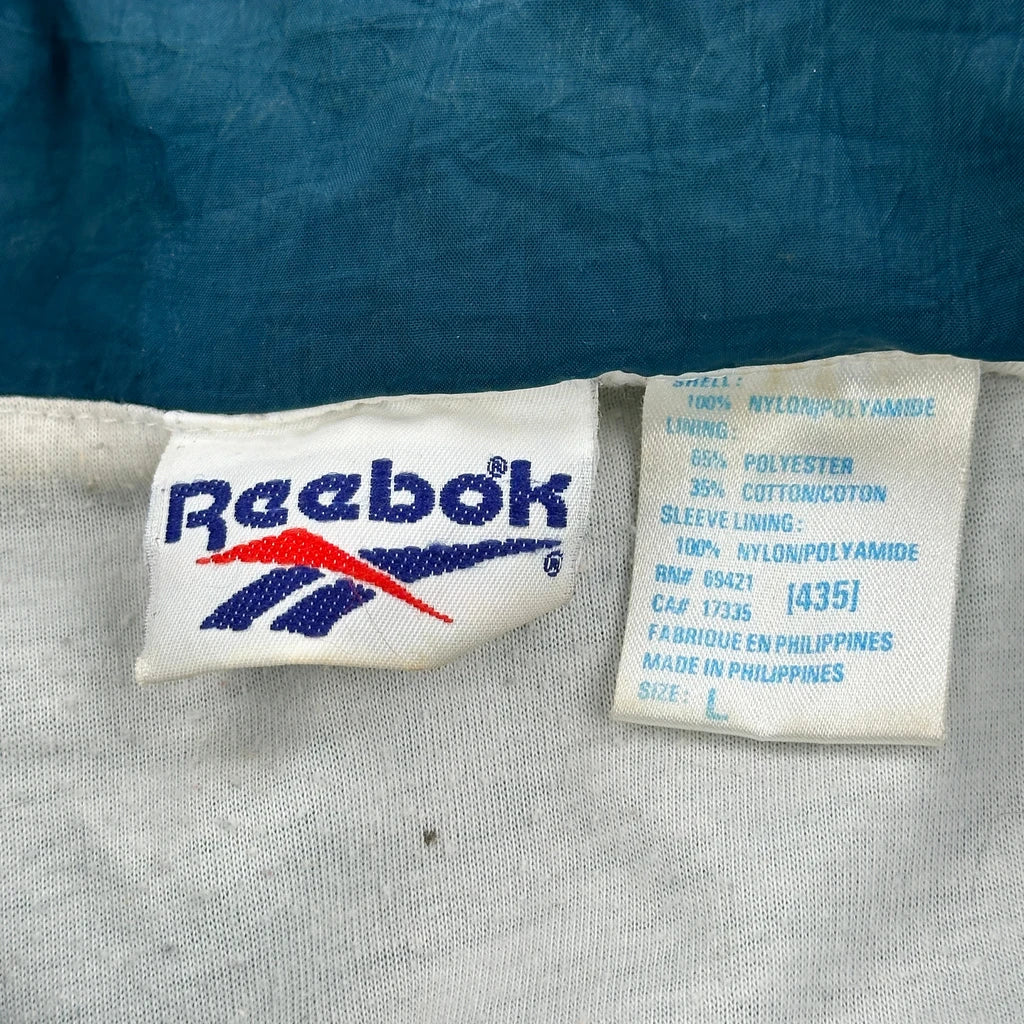 Reebok®
®
SHELL:
100% NYLON/POLYAMIDE
LINING:
65% POLYESTER
35% COTTON/COTON
SLEEVE LINING:
100% NYLON/POLYAMIDE
RN# 69421
CA# 17335 [435]
FABRIQUE EN PHILIPPINES
MADE IN PHILIPPINES
SIZE: L